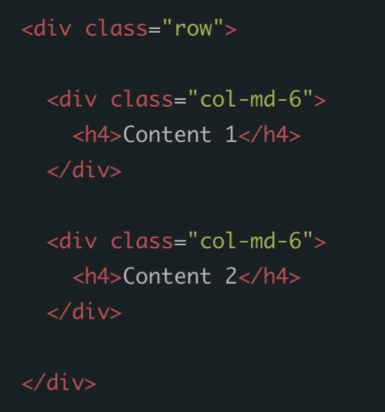 <div class="row">
<div class="col-md-6">
<h4>Content 1</h4>
</div>
<div class="col-md-6">
<h4>Content 2</h4>
</div>
</div>